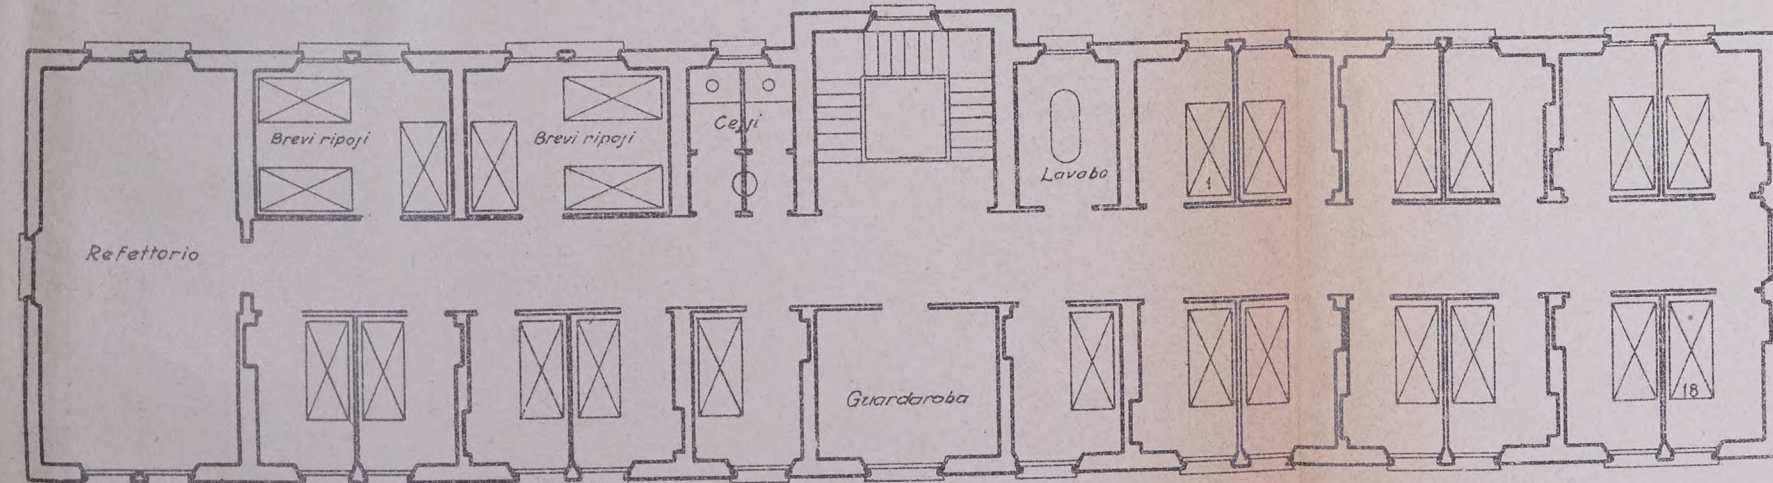 Brevi riposi
Brevi riposi
Cessi
Lavabo
1
Refettorio
Guardaroba
18